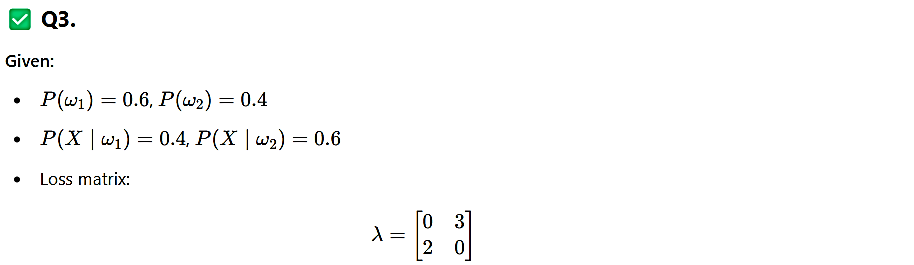 ✅ Q3.
Given:
• P(ω₁) = 0.6, P(ω₂) = 0.4
• P(X | ω₁) = 0.4, P(X | ω₂) = 0.6
• Loss matrix:
λ = [0 3
2 0]